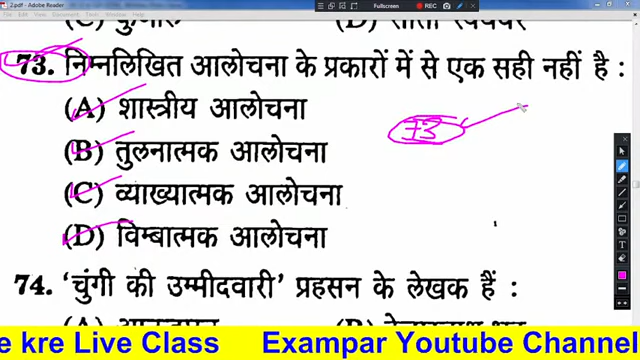 2.pdf - Adobe Reader
Fullscreen
REC
73. निम्नलिखित आलोचना के प्रकारों में से एक सही नहीं है :
(A) शास्त्रीय आलोचना
73
(B) तुलनात्मक आलोचना
(C) व्याख्यात्मक आलोचना
(D) विम्बात्मक आलोचना
74. ‘चुंगी की उम्मीदवारी’ प्रहसन के लेखक हैं :
(A)
(B)
e kre Live Class Exampar Youtube Channel